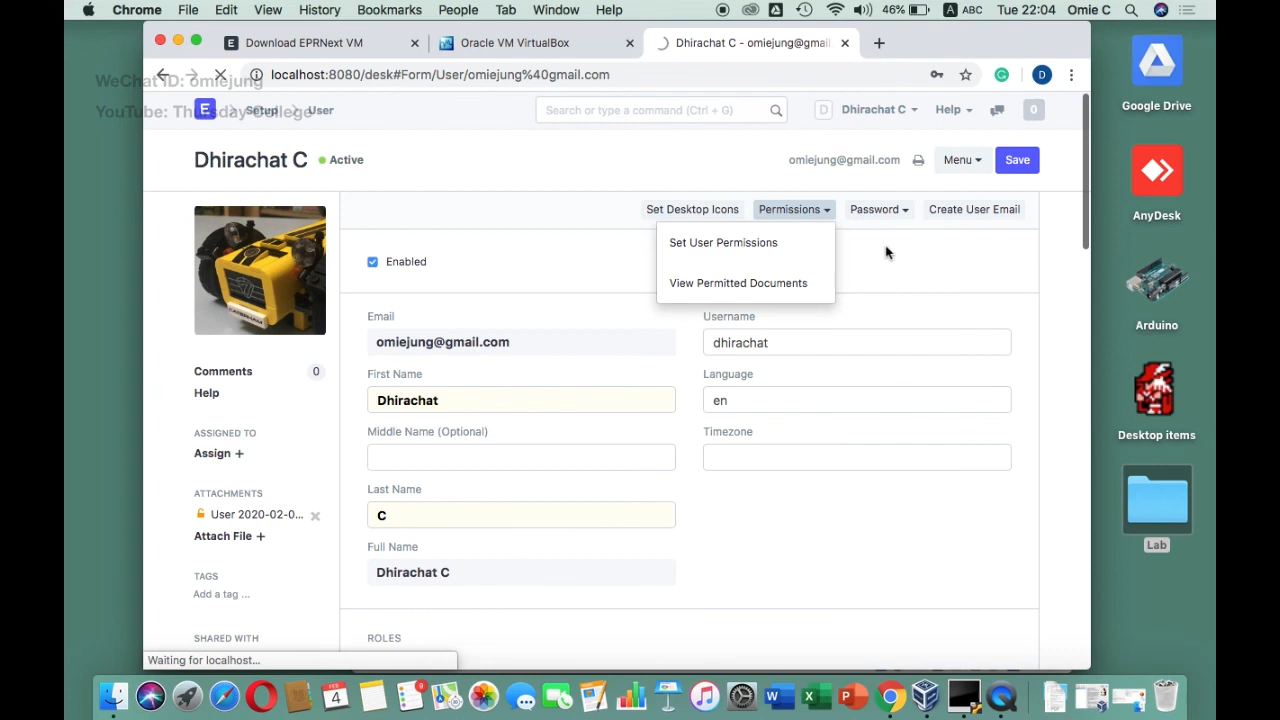 Chrome File Edit View History Bookmarks People Tab Window Help 46% A ABC Tue 22:04 Omie C
E Download EPRNext VM Oracle VM VirtualBox Dhirachat C - omiejung@gmail
localhost:8080/desk#Form/User/omiejung%40gmail.com D
WeChat ID: omiejung
YouTube: Thursday College
E Setup User Search or type a command (Ctrl + G) D Dhirachat C Help 0
Dhirachat C Active omiejung@gmail.com Menu Save
Set Desktop Icons Permissions Password Create User Email
Set User Permissions
View Permitted Documents
Enabled
Email
omiejung@gmail.com
Username
dhirachat
First Name
Dhirachat
Language
en
Middle Name (Optional)
Timezone
Last Name
C
Full Name
Dhirachat C
ROLES
Comments 0
Help
ASSIGNED TO
Assign +
ATTACHMENTS
User 2020-02-0...
Attach File +
TAGS
Add a tag ...
SHARED WITH
Waiting for localhost...
Google Drive
AnyDesk
Arduino
Desktop items
Lab
FEB
4
9